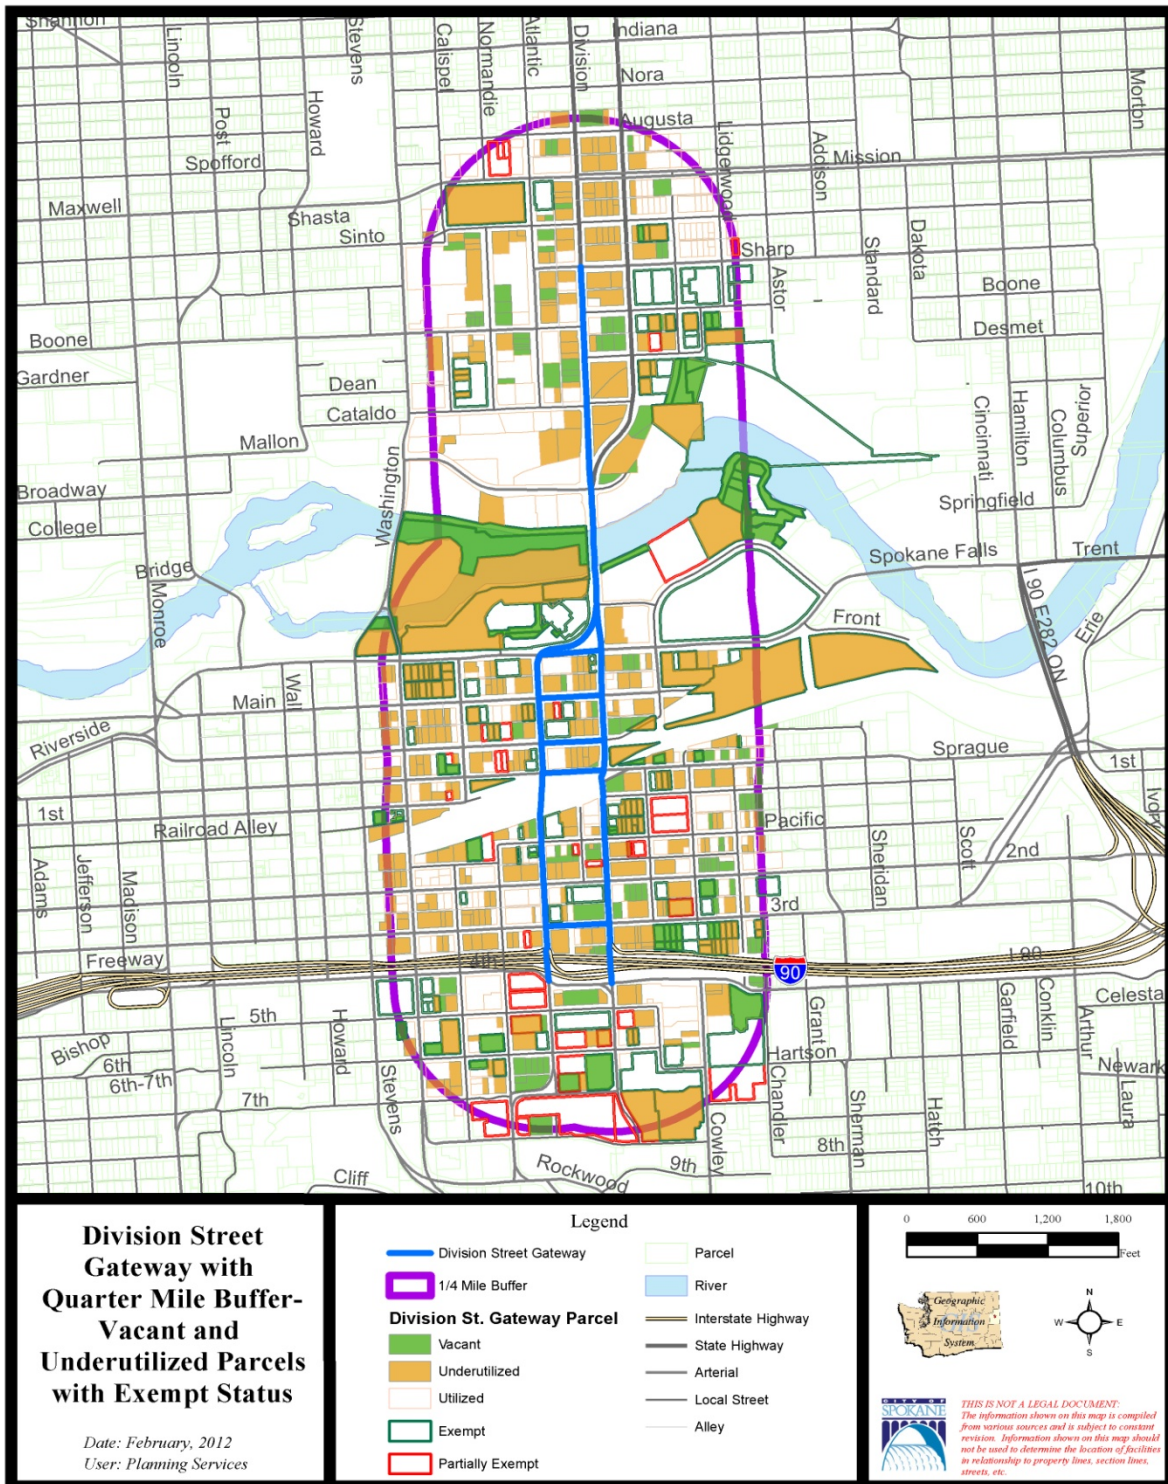 Shannon
Lincoln
Stevens
Calispel
Normandie
Atlantic
Division
Indiana
Nora
Morton
Post
Howard
Augusta
Lidgerwood
Addison
Mission
Spofford
Maxwell
Shasta
Sinto
Sharp
Astor
Standard
Dakota
Boone
Desmet
Boone
Gardner
Dean
Cataldo
Mallon
Cincinnati
Hamilton
Columbus
Superior
Broadway
College
Washington
Springfield
Bridge
Monroe
Spokane Falls
Trent
Front
I 90 E282 ON
Erie
Main
Wall
Riverside
Sprague
1st
1st
Railroad Alley
Pacific
Ivory
Adams
Jefferson
Madison
Sheridan
Scott
2nd
3rd
Freeway
4th
I 90
90
5th
Bishop
6th
6th-7th
7th
Lincoln
Howard
Stevens
Grant
Hartson
Chandler
Sherman
Hatch
Garfield
Conklin
Arthur
Celesta
Newark
Laura
Cowley
8th
9th
Rockwood
Cliff
10th
Division Street
Gateway with
Quarter Mile Buffer-
Vacant and
Underutilized Parcels
with Exempt Status
Date: February, 2012
User: Planning Services
Legend
Division Street Gateway
1/4 Mile Buffer
Division St. Gateway Parcel
Vacant
Underutilized
Utilized
Exempt
Partially Exempt
Parcel
River
Interstate Highway
State Highway
Arterial
Local Street
Alley
0 600 1,200 1,800
Feet
Geographic
Information
System
N
W E
S
CITY OF
SPOKANE
THIS IS NOT A LEGAL DOCUMENT:
The information shown on this map is compiled
from various sources and is subject to constant
revision. Information shown on this map should
not be used to determine the location of facilities
in relationship to property lines, section lines,
streets, etc.